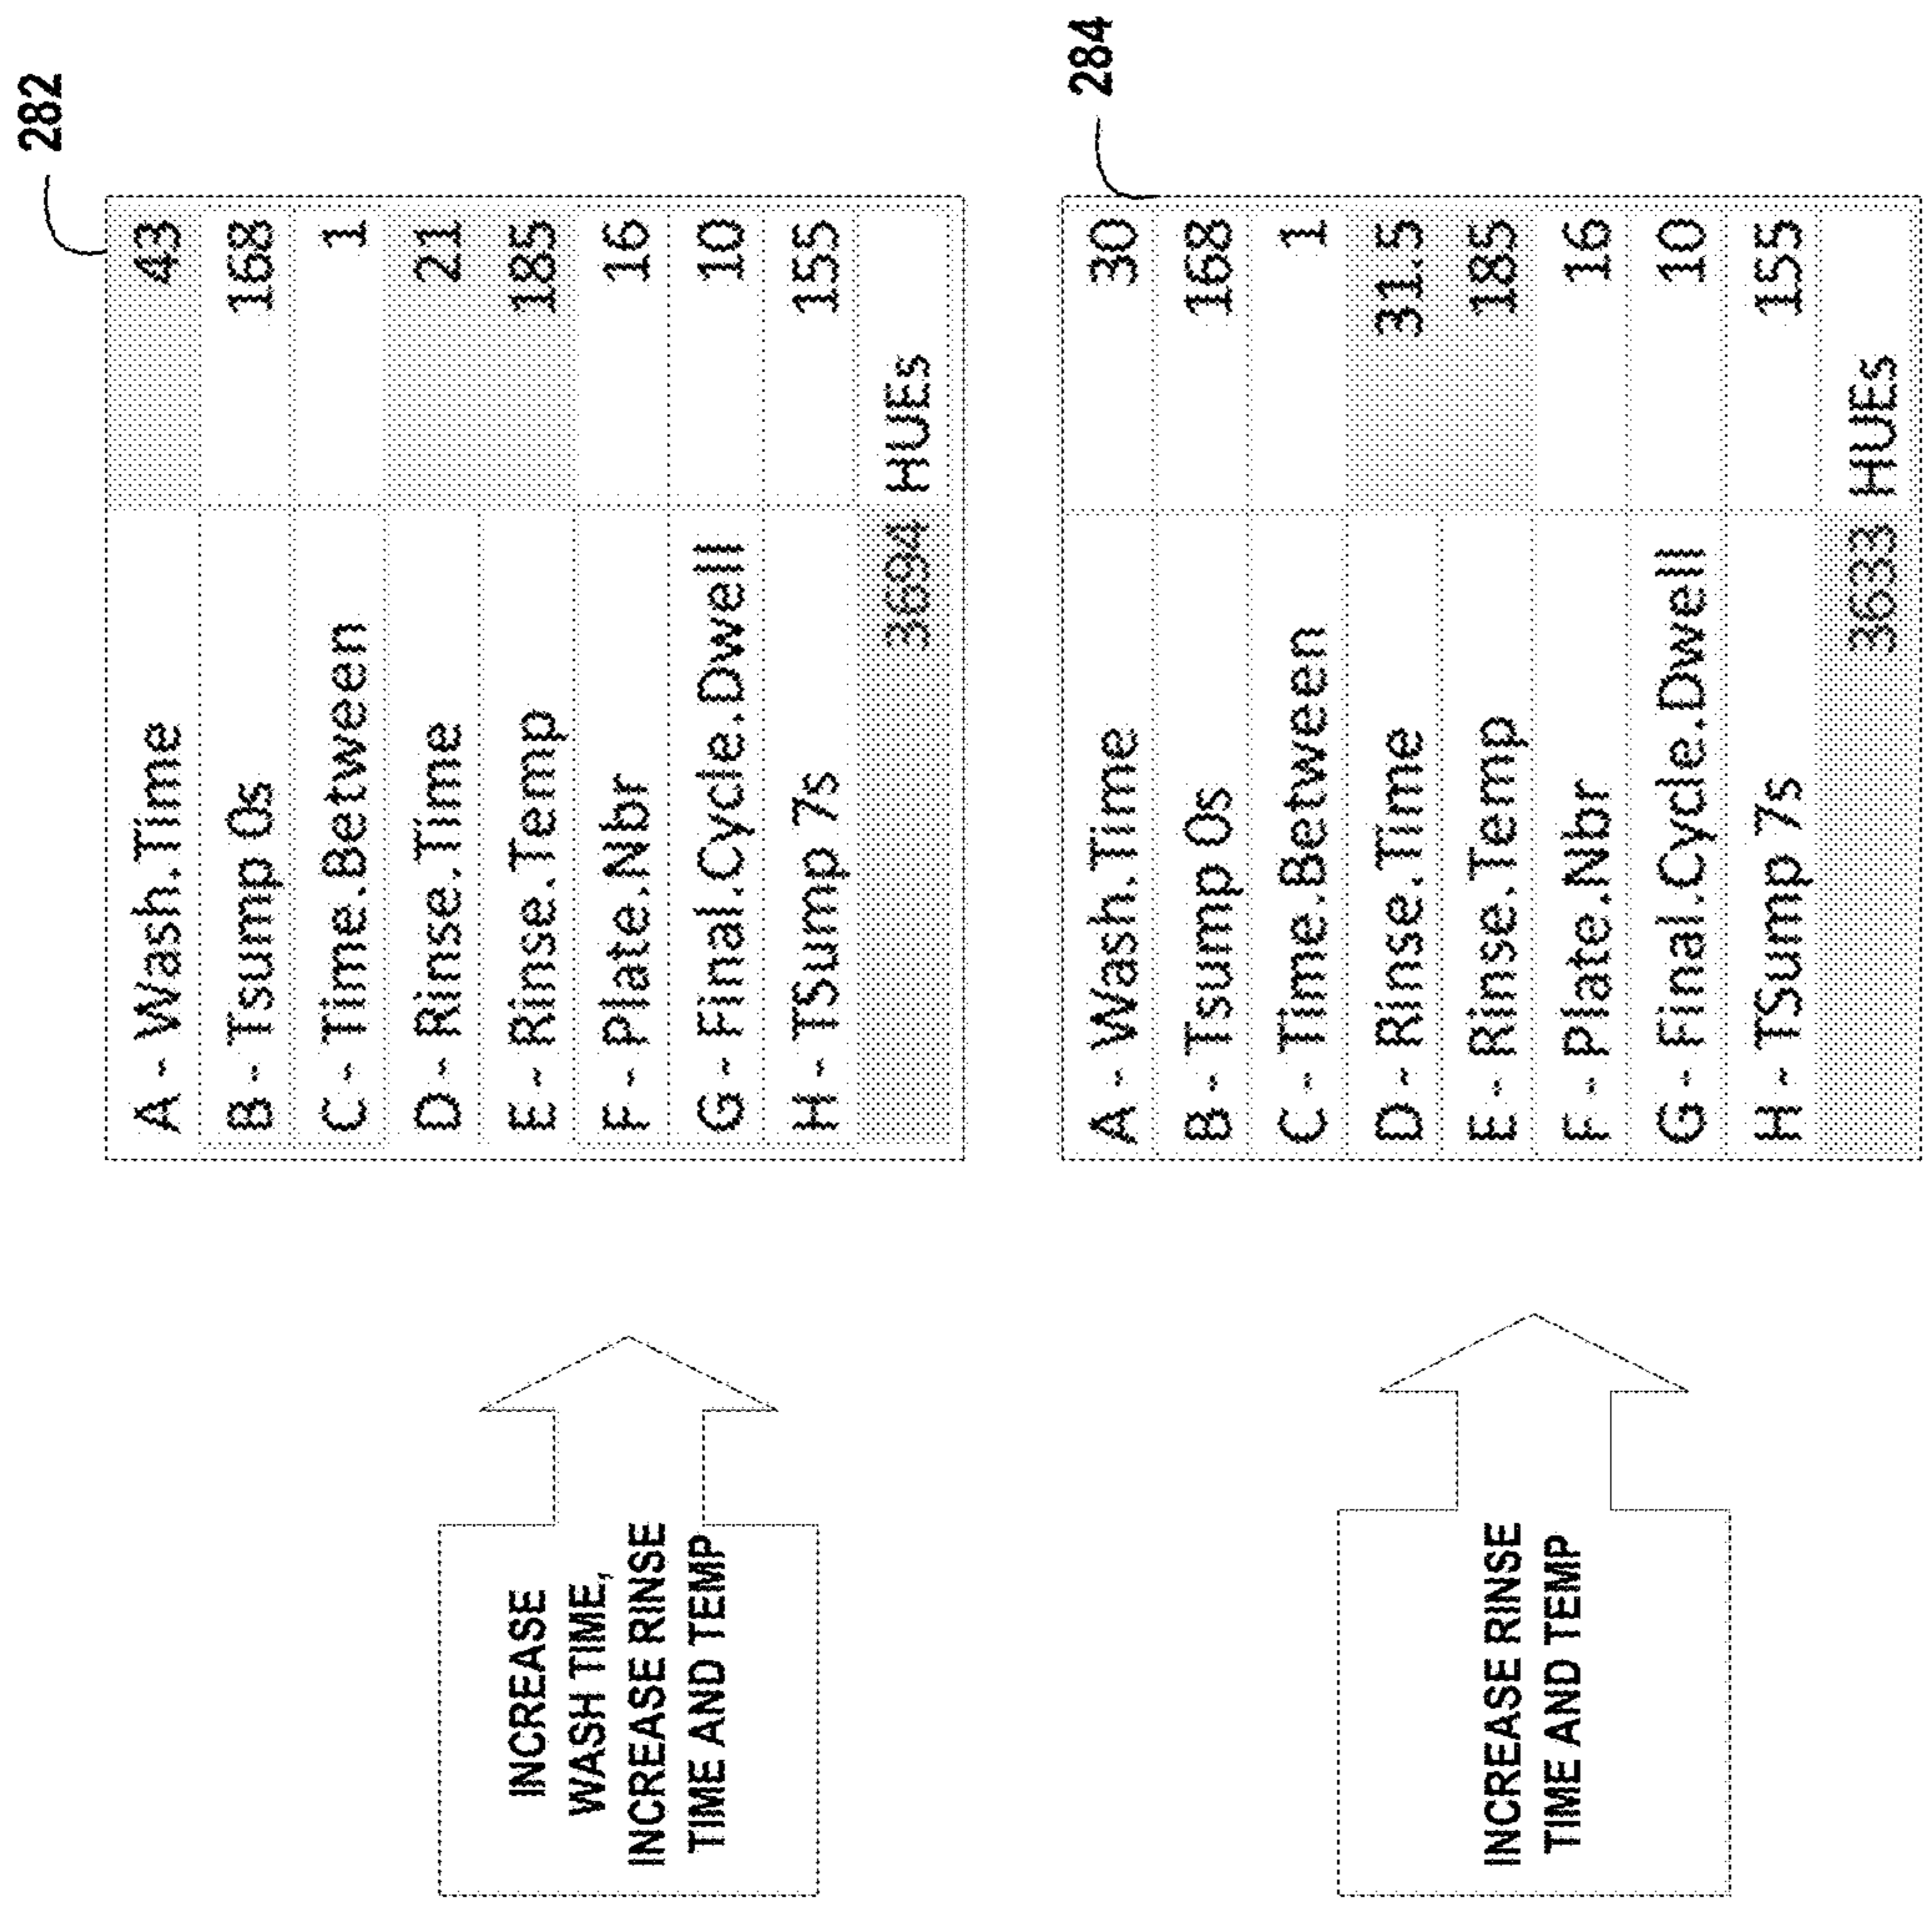 282
INCREASE
WASH TIME,
INCREASE RINSE
TIME AND TEMP
A - Wash.Time 43
B - Tsump 0s 168
C - Time.Between 1
D - Rinse.Time 21
E - Rinse.Temp 185
F - Plate.Nbr 16
G - Final.Cycle.Dwell 10
H - TSump 7s 155
3694 HUEs
284
INCREASE RINSE
TIME AND TEMP
A - Wash.Time 30
B - Tsump 0s 168
C - Time.Between 1
D - Rinse.Time 31.5
E - Rinse.Temp 185
F - Plate.Nbr 16
G - Final.Cycle.Dwell 10
H - TSump 7s 155
3633 HUEs